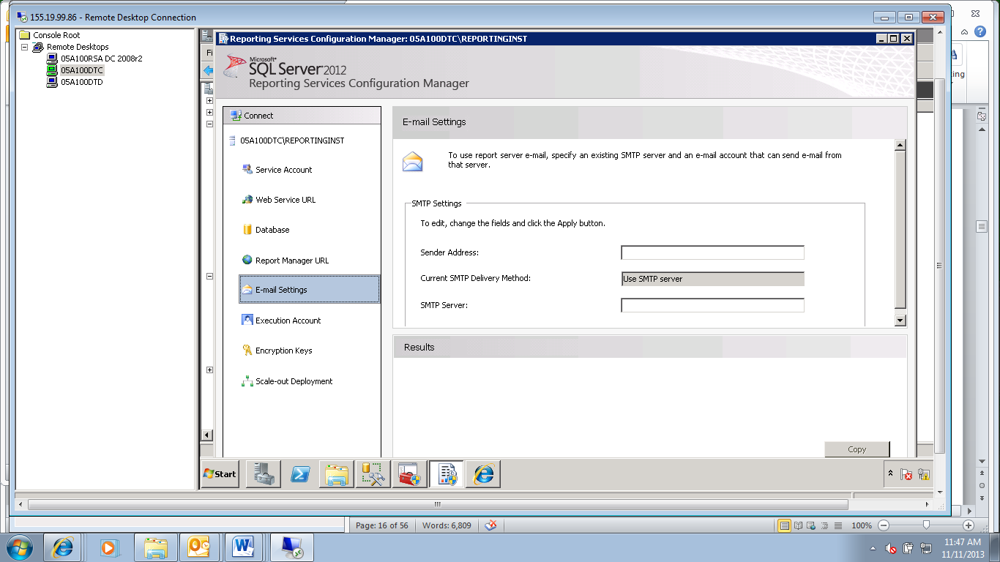 155.19.99.86 - Remote Desktop Connection
Console Root
Remote Desktops
05A100RSA DC 2008r2
05A100DTC
05A100DTD
Fi
Reporting Services Configuration Manager: 05A100DTC\REPORTINGINST
Microsoft®
SQL Server 2012
Reporting Services Configuration Manager
Connect
05A100DTC\REPORTINGINST
Service Account
Web Service URL
Database
Report Manager URL
E-mail Settings
Execution Account
Encryption Keys
Scale-out Deployment
E-mail Settings
To use report server e-mail, specify an existing SMTP server and an e-mail account that can send e-mail from
that server.
SMTP Settings
To edit, change the fields and click the Apply button.
Sender Address:
Current SMTP Delivery Method:
Use SMTP server
SMTP Server:
Results
Copy
ting
Start
Page: 16 of 56
Words: 6,809
100%
11:47 AM
11/11/2013